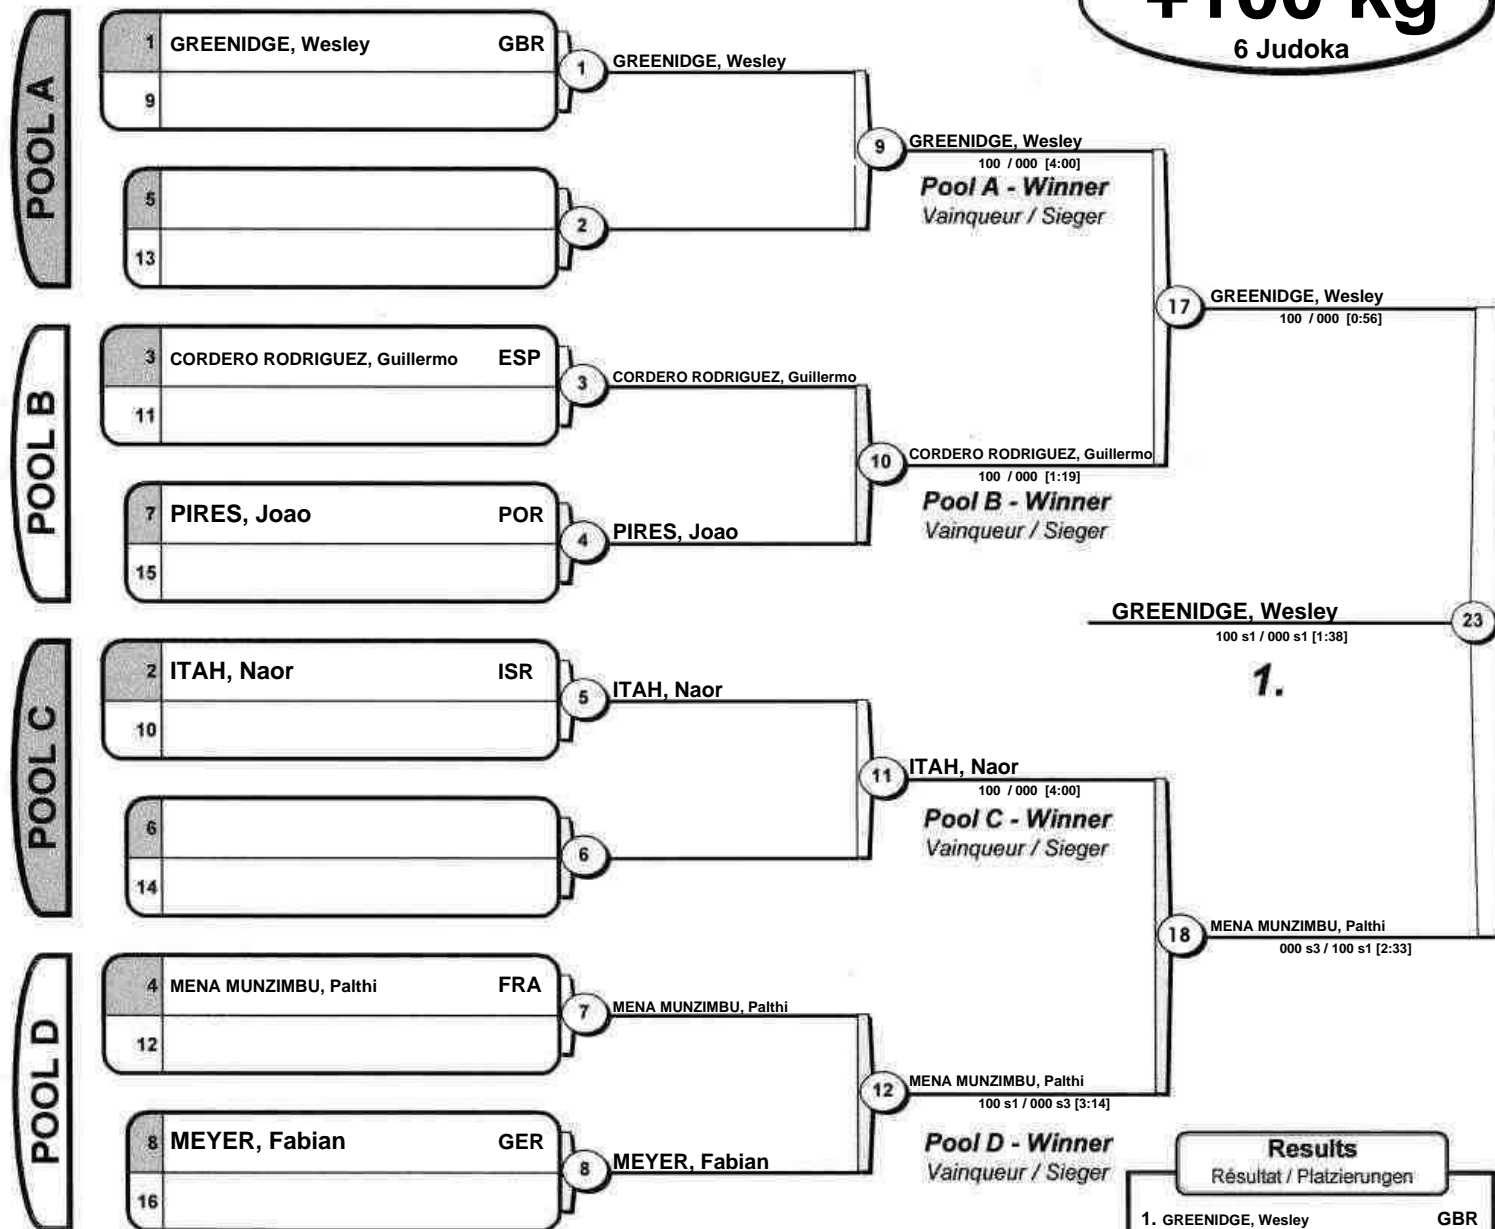 +100 kg
6 Judoka
POOL A
1 GREENIDGE, Wesley GBR
9
1 GREENIDGE, Wesley
5
13
2
9 GREENIDGE, Wesley
100 / 000 [4:00]
Pool A - Winner
Vainqueur / Sieger
17 GREENIDGE, Wesley
100 / 000 [0:56]
POOL B
3 CORDERO RODRIGUEZ, Guillermo ESP
11
3 CORDERO RODRIGUEZ, Guillermo
7 PIRES, Joao POR
15
4 PIRES, Joao
10 CORDERO RODRIGUEZ, Guillermo
100 / 000 [1:19]
Pool B - Winner
Vainqueur / Sieger
GREENIDGE, Wesley 23
100 s1 / 000 s1 [1:38]
1.
POOL C
2 ITAH, Naor ISR
10
5 ITAH, Naor
6
14
6
11 ITAH, Naor
100 / 000 [4:00]
Pool C - Winner
Vainqueur / Sieger
18 MENA MUNZIMBU, Palthi
000 s3 / 100 s1 [2:33]
POOL D
4 MENA MUNZIMBU, Palthi FRA
12
7 MENA MUNZIMBU, Palthi
8 MEYER, Fabian GER
16
8 MEYER, Fabian
12 MENA MUNZIMBU, Palthi
100 s1 / 000 s3 [3:14]
Pool D - Winner
Vainqueur / Sieger
Results
Résultat / Platzierungen
1. GREENIDGE, Wesley GBR